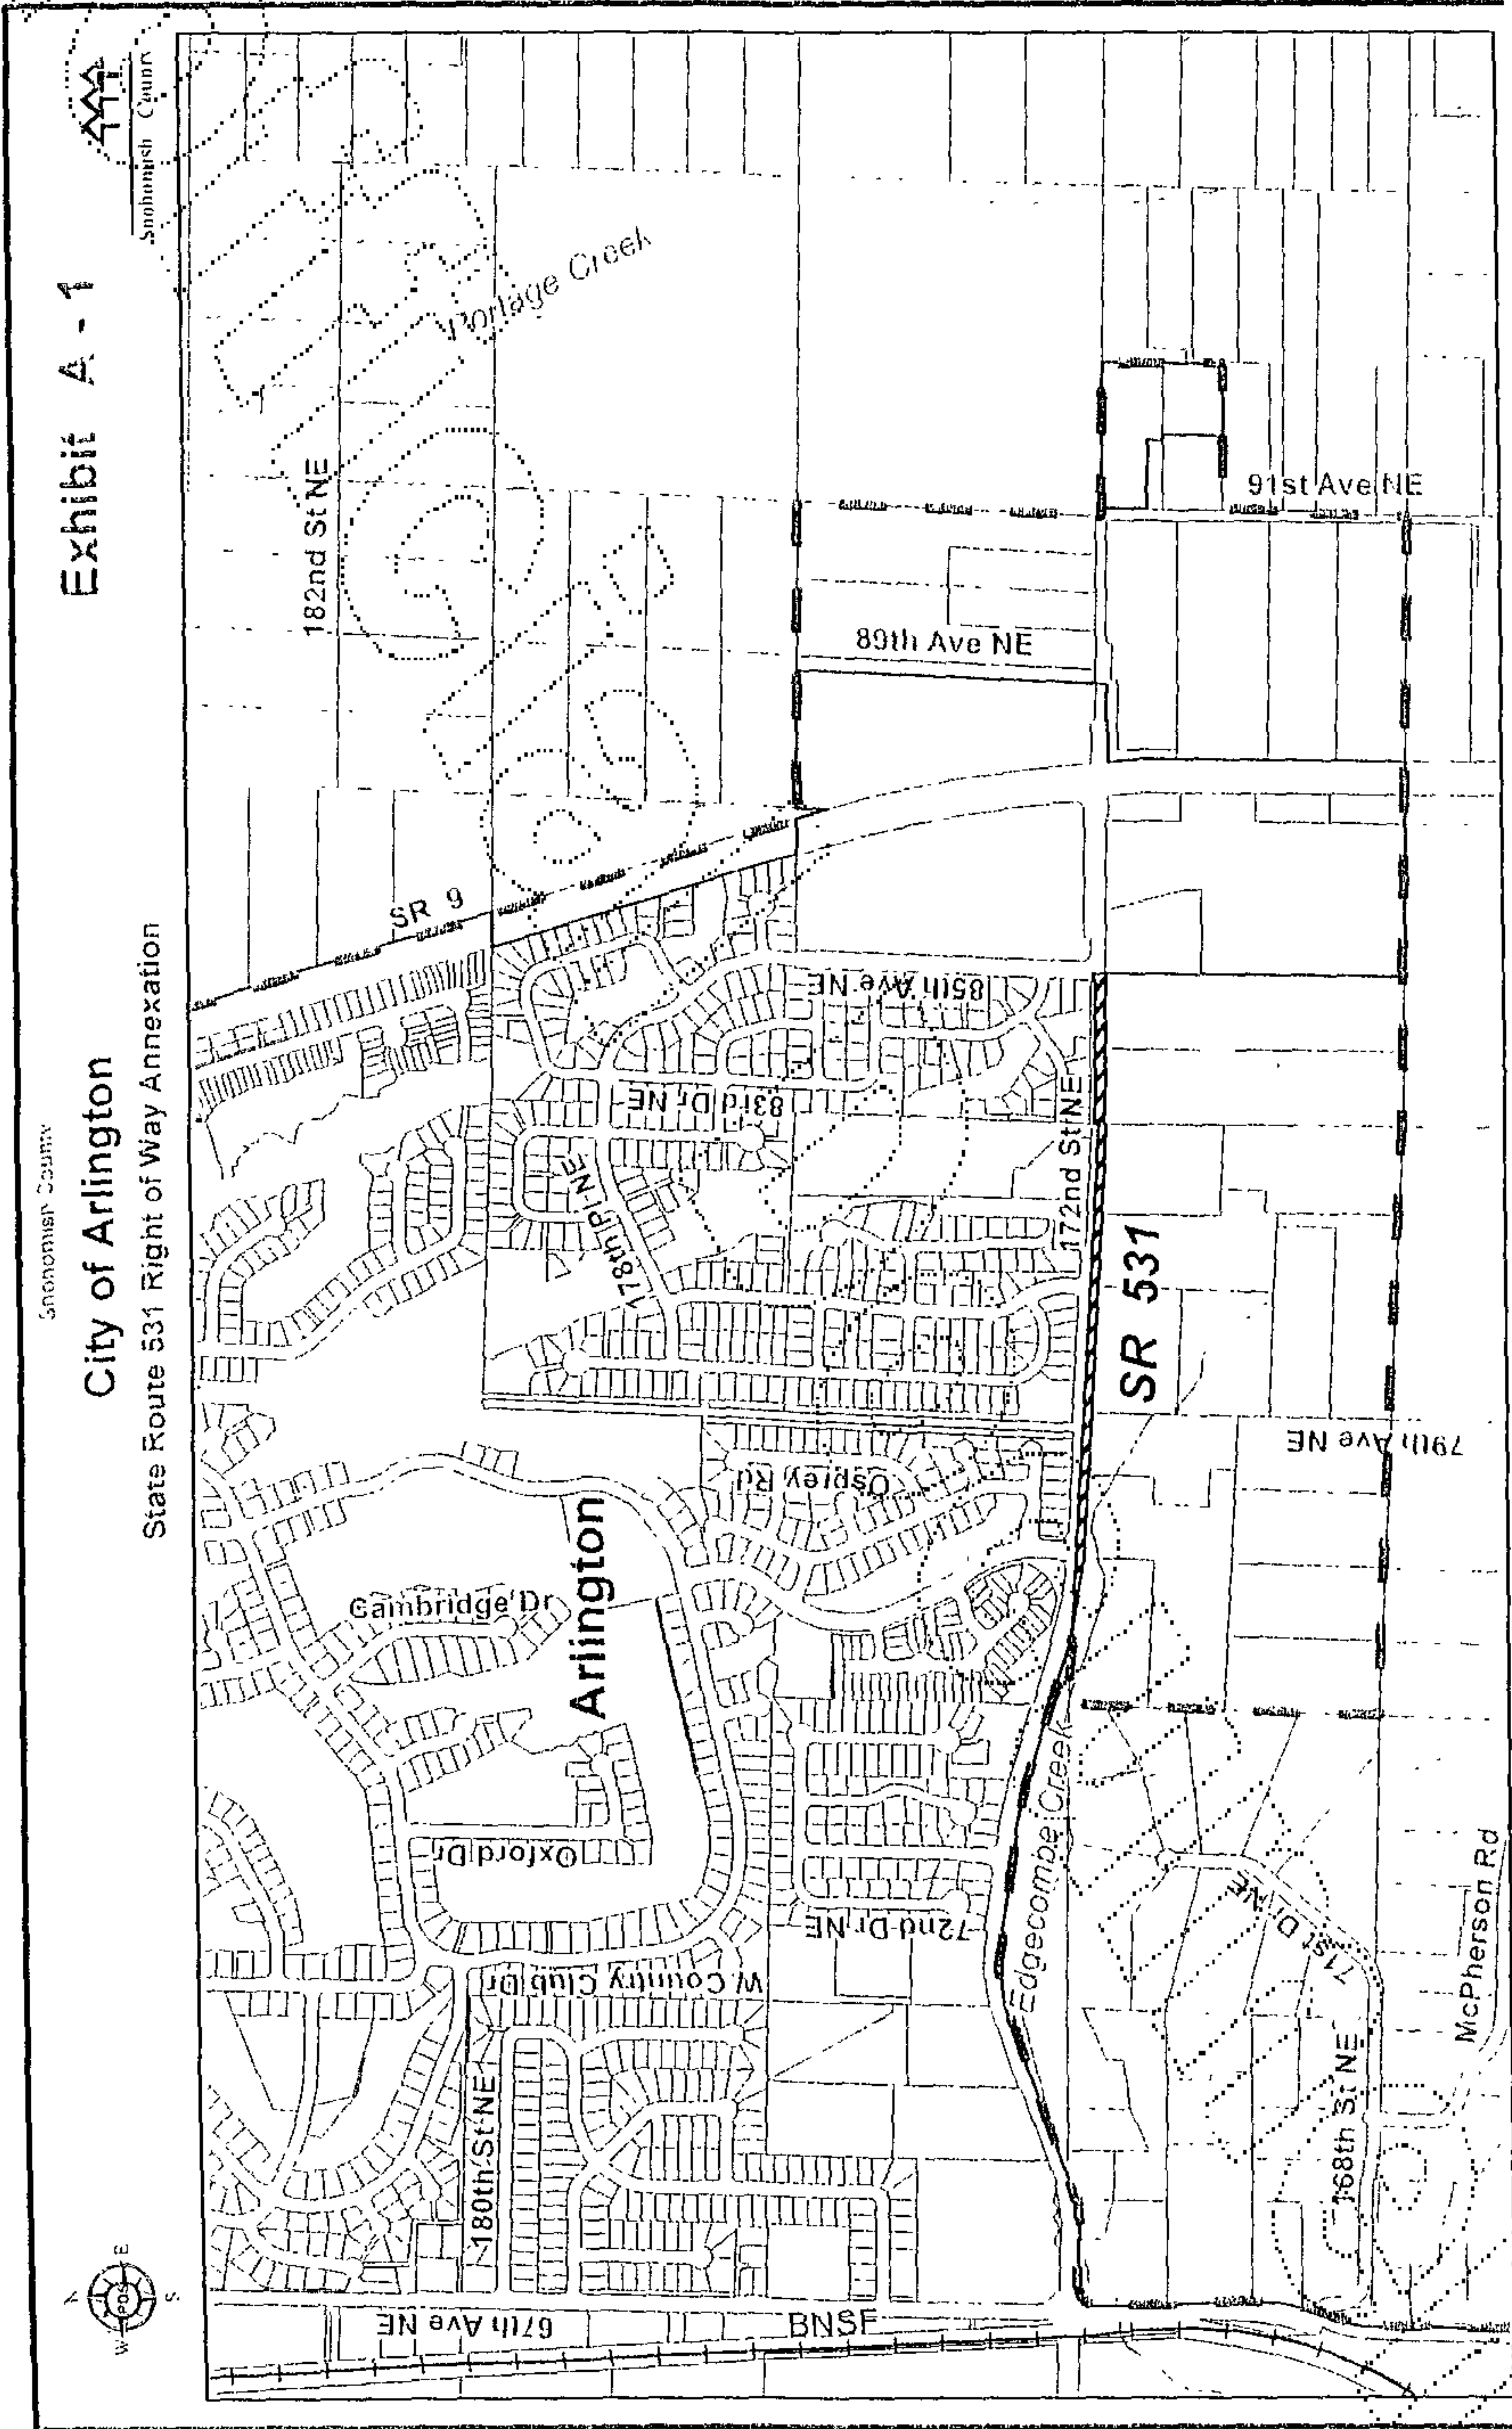 Snohomish County
City of Arlington
Exhibit A - 1
State Route 531 Right of Way Annexation
Snohomish County
N
W
E
S
182nd St NE
Portage Creek
SR 9
Cambridge Dr
Arlington
Oxford Dr
W Country Club Dr
180th St NE
67th Ave NE
BNSF
178th Pl NE
83rd Dr NE
85th Ave NE
89th Ave NE
91st Ave NE
Osprey Rd
72nd Dr NE
172nd St NE
SR 531
Edgecombe Creek
79th Ave NE
71st Dr NE
168th St NE
McPherson Rd